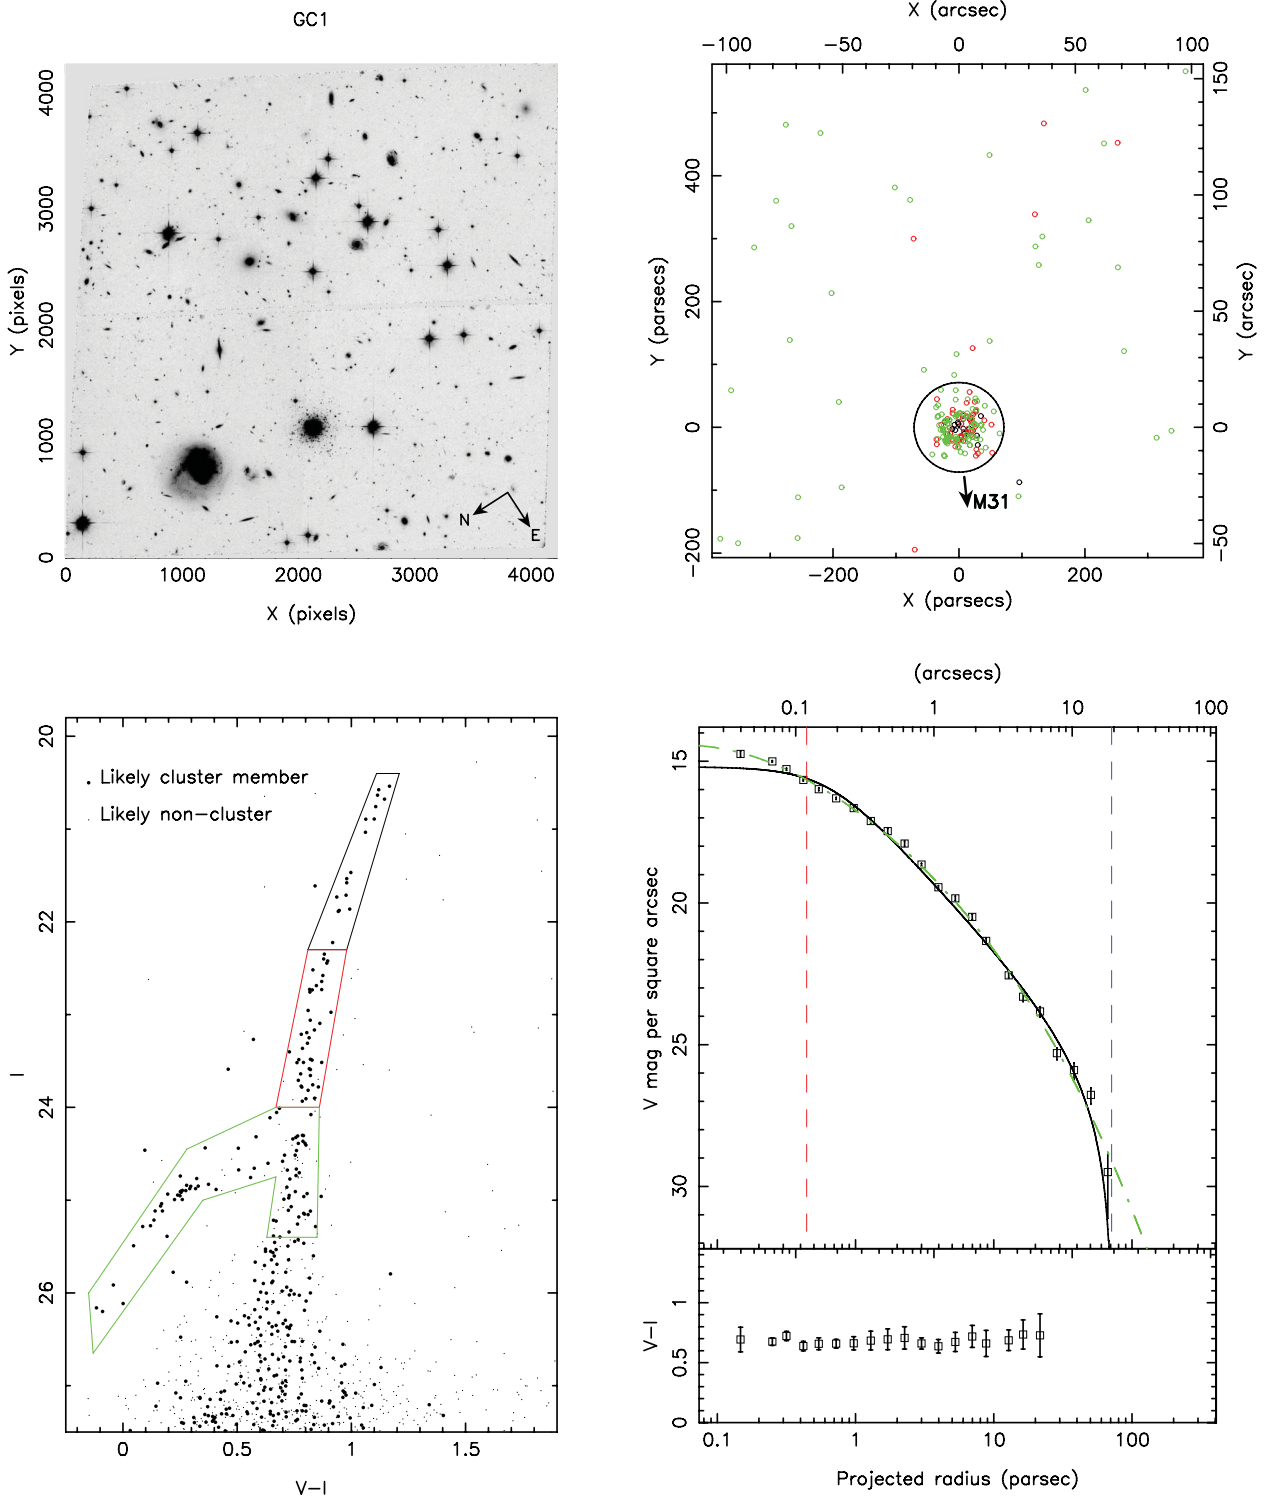 GC1
4000
3000
2000
1000
0
Y (pixels)
0 1000 2000 3000 4000
X (pixels)
N
E
X (arcsec)
−100 −50 0 50 100
400
200
0
−200
Y (parsecs)
150
100
50
0
−50
Y (arcsec)
M31
−200 0 200
X (parsecs)
20
22
24
26
I
Likely cluster member
Likely non−cluster
0 0.5 1 1.5
V−I
(arcsecs)
0.1 1 10 100
15
20
25
30
V mag per square arcsec
1
0.5
0
V−I
0.1 1 10 100
Projected radius (parsec)